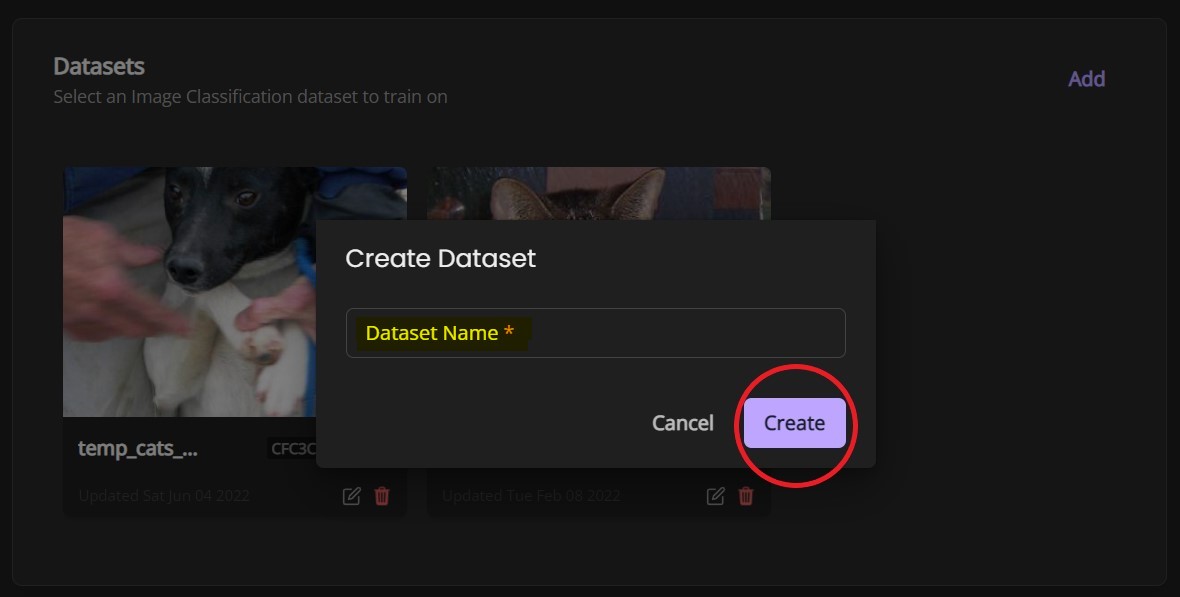 Datasets
Select an Image Classification dataset to train on
Add
Create Dataset
Dataset Name *
Cancel
Create
temp_cats_...
CFC3C
Updated Sat Jun 04 2022
Updated Tue Feb 08 2022